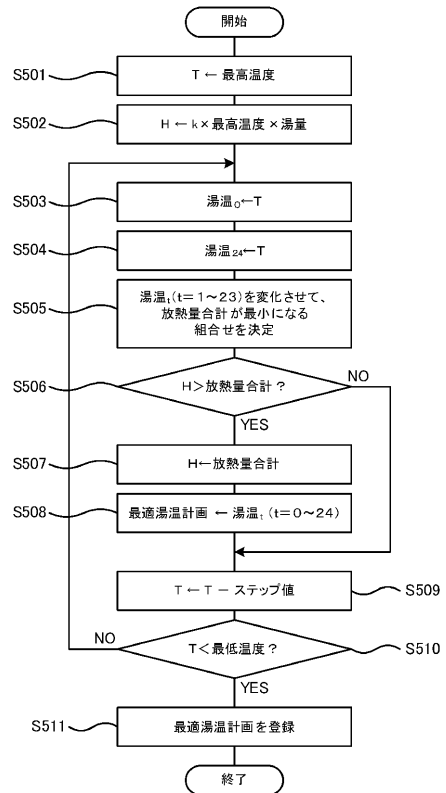 開始
S501
T ← 最高温度
S502
H ← k×最高温度×湯量
S503
湯温₀←T
S504
湯温₂₄←T
S505
湯温ₜ(t=1～23)を変化させて、
放熱量合計が最小になる
組合せを決定
S506
H＞放熱量合計？
NO
YES
S507
H←放熱量合計
S508
最適湯温計画 ← 湯温ₜ (t=0～24)
T ← T － ステップ値
S509
NO
T＜最低温度？
S510
YES
S511
最適湯温計画を登録
終了